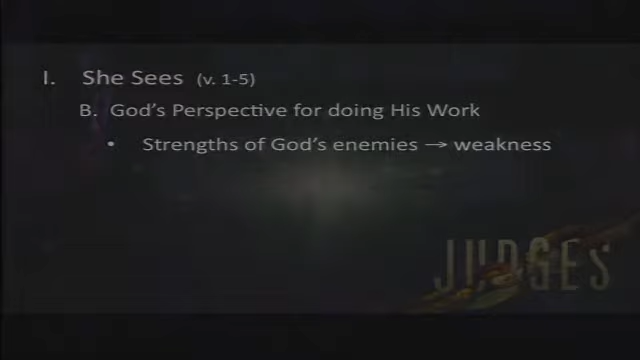 I. She Sees (v. 1-5)
B. God's Perspective for doing His Work
• Strengths of God's enemies → weakness
JUDGES